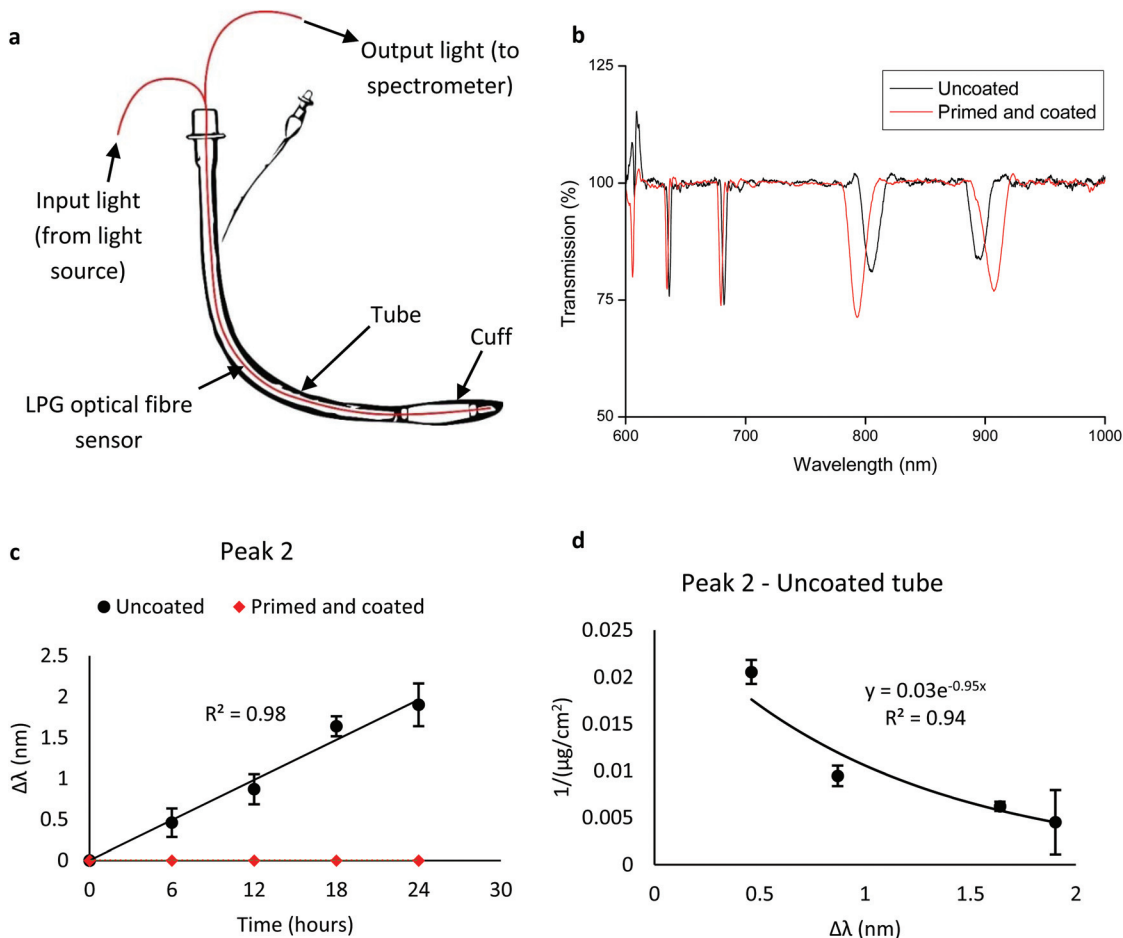 a
Output light (to
spectrometer)
Input light
(from light
source)
Tube
Cuff
LPG optical fibre
sensor
b
125
100
75
50
Transmission (%)
Uncoated
Primed and coated
600
700
800
900
1000
Wavelength (nm)
c
Peak 2
Uncoated
Primed and coated
2.5
2
1.5
1
0.5
0
Δλ (nm)
R² = 0.98
0
6
12
18
24
30
Time (hours)
d
Peak 2 - Uncoated tube
0.025
0.02
0.015
0.01
0.005
0
1/(μg/cm²)
y = 0.03e^-0.95x
R² = 0.94
0
0.5
1
1.5
2
Δλ (nm)